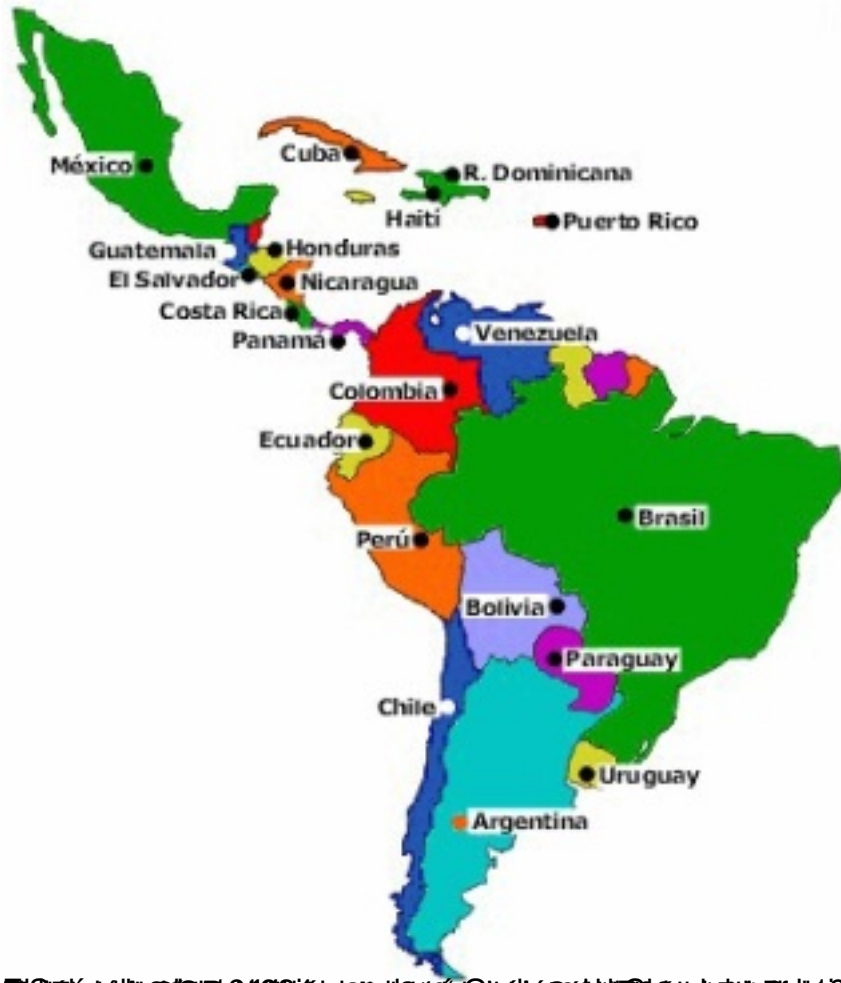 México
Cuba
R. Dominicana
Haiti
Puerto Rico
Guatemala
Honduras
El Salvador
Nicaragua
Costa Rica
Panamá
Venezuela
Colombia
Ecuador
Brasil
Perú
Bolivia
Paraguay
Chile
Uruguay
Argentina